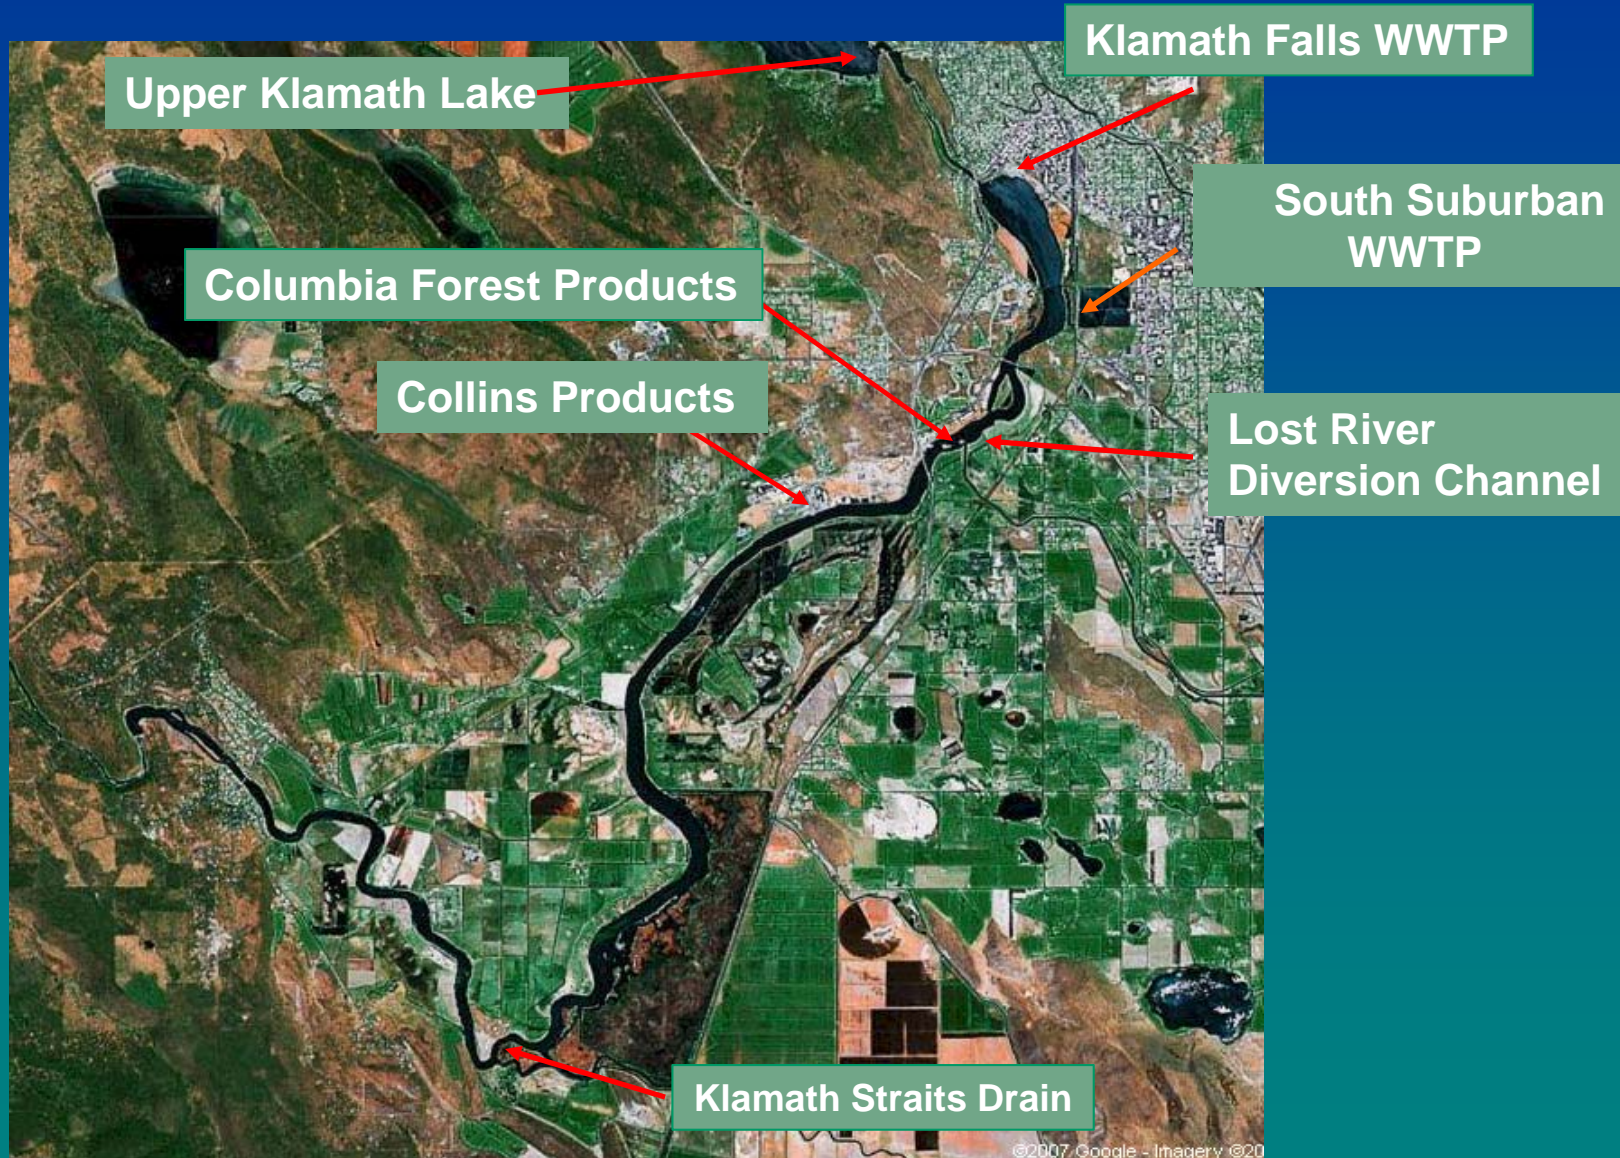 Klamath Falls WWTP
Upper Klamath Lake
South Suburban
WWTP
Columbia Forest Products
Collins Products
Lost River
Diversion Channel
Klamath Straits Drain
©2007 Google - Imagery ©20